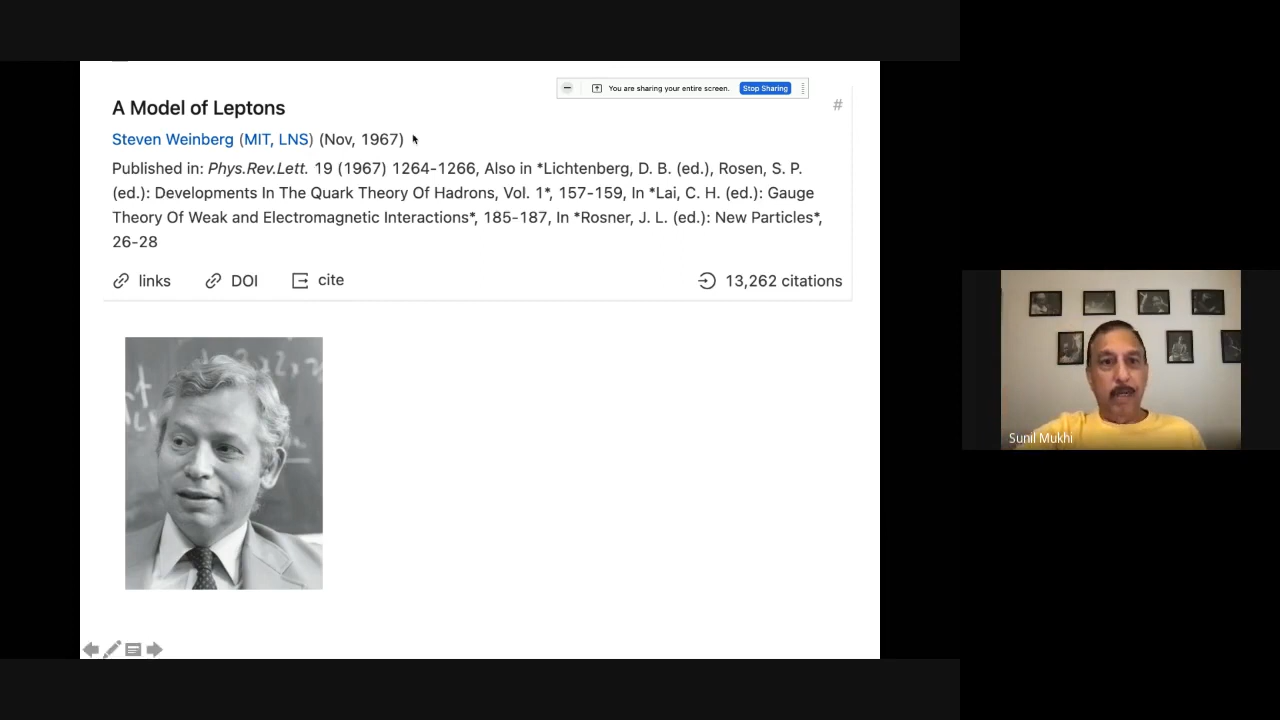 You are sharing your entire screen. Stop Sharing
A Model of Leptons
#
Steven Weinberg (MIT, LNS) (Nov, 1967)
Published in: Phys.Rev.Lett. 19 (1967) 1264-1266, Also in *Lichtenberg, D. B. (ed.), Rosen, S. P.
(ed.): Developments In The Quark Theory Of Hadrons, Vol. 1*, 157-159, In *Lai, C. H. (ed.): Gauge
Theory Of Weak and Electromagnetic Interactions*, 185-187, In *Rosner, J. L. (ed.): New Particles*,
26-28
links DOI cite 13,262 citations
Sunil Mukhi